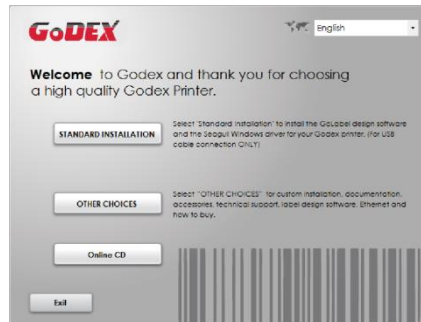 GODEX
English
Welcome to Godex and thank you for choosing
a high quality Godex Printer.
STANDARD INSTALLATION
Select "Standard Installation" to install the GoLabel design software
and the Seagull Windows driver for your Godex printer. (For USB
cable connection ONLY)
OTHER CHOICES
Select "OTHER CHOICES" for custom installation, documentation,
accessories, technical support, label design software, Ethernet and
how to buy.
Online CD
Exit